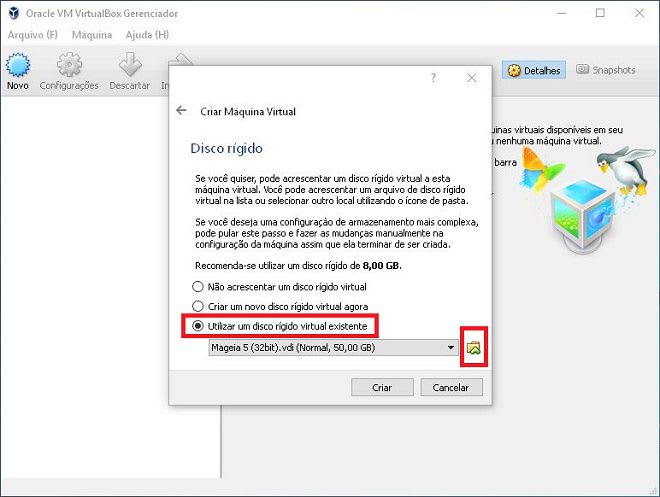 Oracle VM VirtualBox Gerenciador
Arquivo (F) Máquina Ajuda (H)
Novo Configurações Descartar In
Detalhes Snapshots
?
Criar Máquina Virtual
Disco rígido
Se você quiser, pode acrescentar um disco rígido virtual a esta
máquina virtual. Você pode acrescentar um arquivo de disco rígido
virtual na lista ou selecionar outro local utilizando o ícone de pasta.
Se você deseja uma configuração de armazenamento mais complexa,
pode pular este passo e fazer as mudanças manualmente na
configuração da máquina assim que ela terminar de ser criada.
Recomenda-se utilizar um disco rígido de 8,00 GB.
Não acrescentar um disco rígido virtual
Criar um novo disco rígido virtual agora
Utilizar um disco rígido virtual existente
Mageia 5 (32bit).vdi (Normal, 50,00 GB)
Criar Cancelar
uinas virtuais disponíveis em seu
u nenhuma máquina virtual.
barra